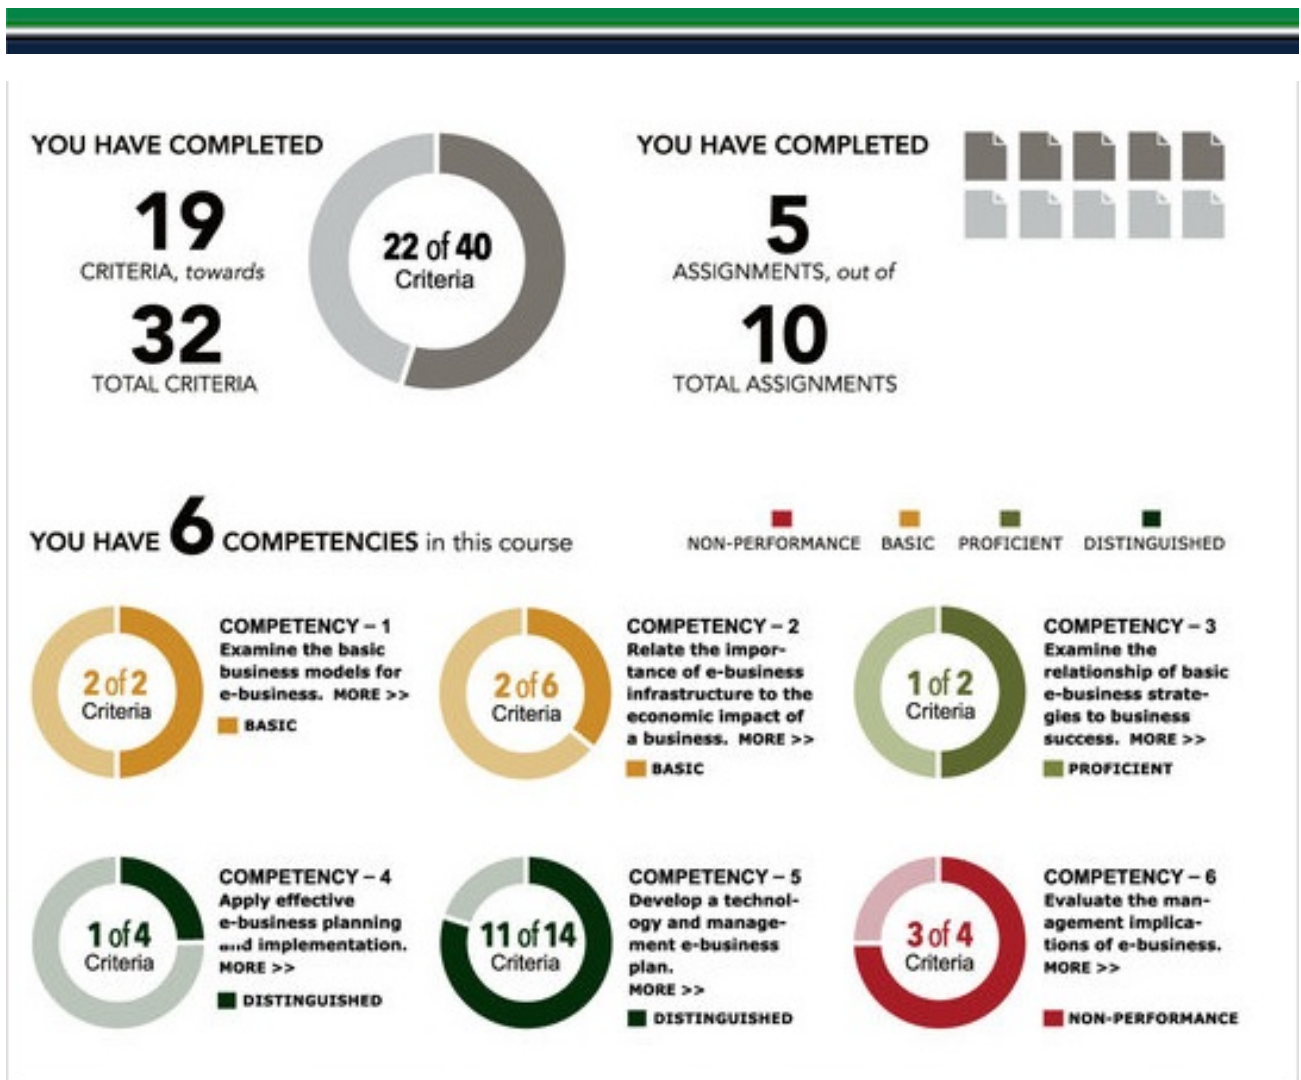 YOU HAVE COMPLETED
19
CRITERIA, towards
32
TOTAL CRITERIA
22 of 40
Criteria
YOU HAVE COMPLETED
5
ASSIGNMENTS, out of
10
TOTAL ASSIGNMENTS
YOU HAVE 6 COMPETENCIES in this course
NON-PERFORMANCE BASIC PROFICIENT DISTINGUISHED
2 of 2
Criteria
COMPETENCY – 1
Examine the basic
business models for
e-business. MORE >>
BASIC
2 of 6
Criteria
COMPETENCY – 2
Relate the impor-
tance of e-business
infrastructure to the
economic impact of
a business. MORE >>
BASIC
1 of 2
Criteria
COMPETENCY – 3
Examine the
relationship of basic
e-business strate-
gies to business
success. MORE >>
PROFICIENT
1 of 4
Criteria
COMPETENCY – 4
Apply effective
e-business planning
and implementation.
MORE >>
DISTINGUISHED
11 of 14
Criteria
COMPETENCY – 5
Develop a technol-
ogy and manage-
ment e-business
plan.
MORE >>
DISTINGUISHED
3 of 4
Criteria
COMPETENCY – 6
Evaluate the man-
agement implica-
tions of e-business.
MORE >>
NON-PERFORMANCE